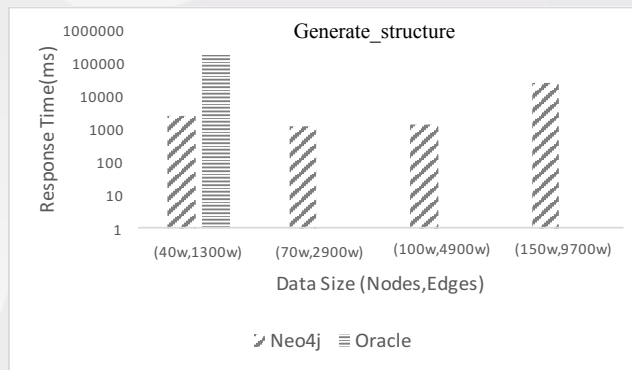 Generate_structure
Response Time(ms)
1000000
100000
10000
1000
100
10
1
(40w,1300w) (70w,2900w) (100w,4900w) (150w,9700w)
Data Size (Nodes,Edges)
Neo4j Oracle